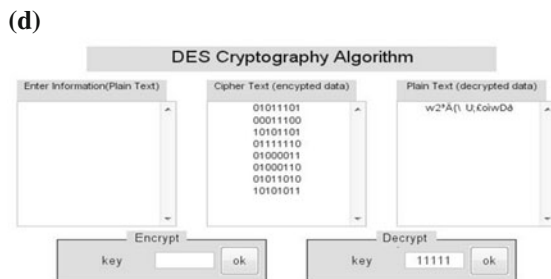 (d)
DES Cryptography Algorithm
Enter Information(Plain Text) Cipher Text (encypted data) Plain Text (decrypted data)
01011101
00011100
10101101
01111110
01000011
01000110
01011010
10101011
Encrypt Decrypt
key ok key 11111 ok